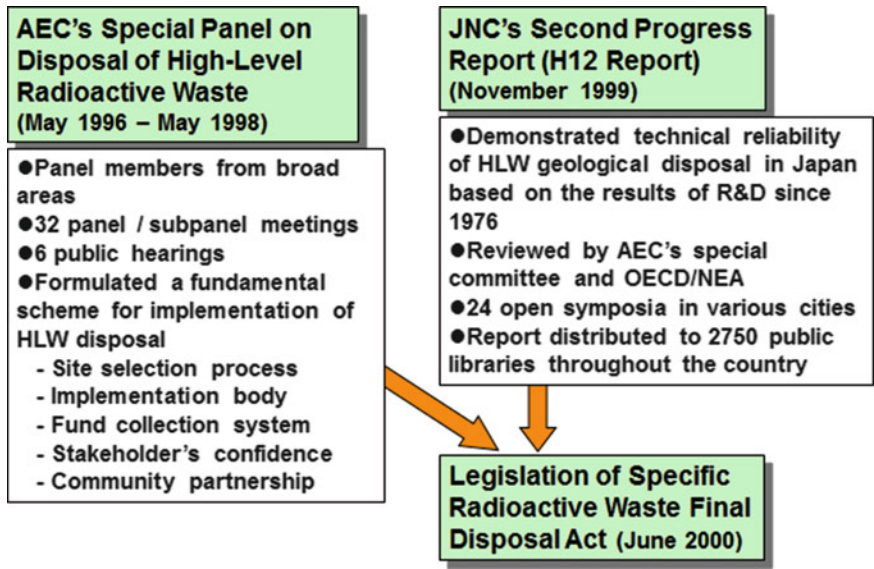 AEC's Special Panel on
Disposal of High-Level
Radioactive Waste
(May 1996 – May 1998)
●Panel members from broad
areas
●32 panel / subpanel meetings
●6 public hearings
●Formulated a fundamental
scheme for implementation of
HLW disposal
- Site selection process
- Implementation body
- Fund collection system
- Stakeholder's confidence
- Community partnership
JNC's Second Progress
Report (H12 Report)
(November 1999)
●Demonstrated technical reliability
of HLW geological disposal in Japan
based on the results of R&D since
1976
●Reviewed by AEC's special
committee and OECD/NEA
●24 open symposia in various cities
●Report distributed to 2750 public
libraries throughout the country
Legislation of Specific
Radioactive Waste Final
Disposal Act (June 2000)